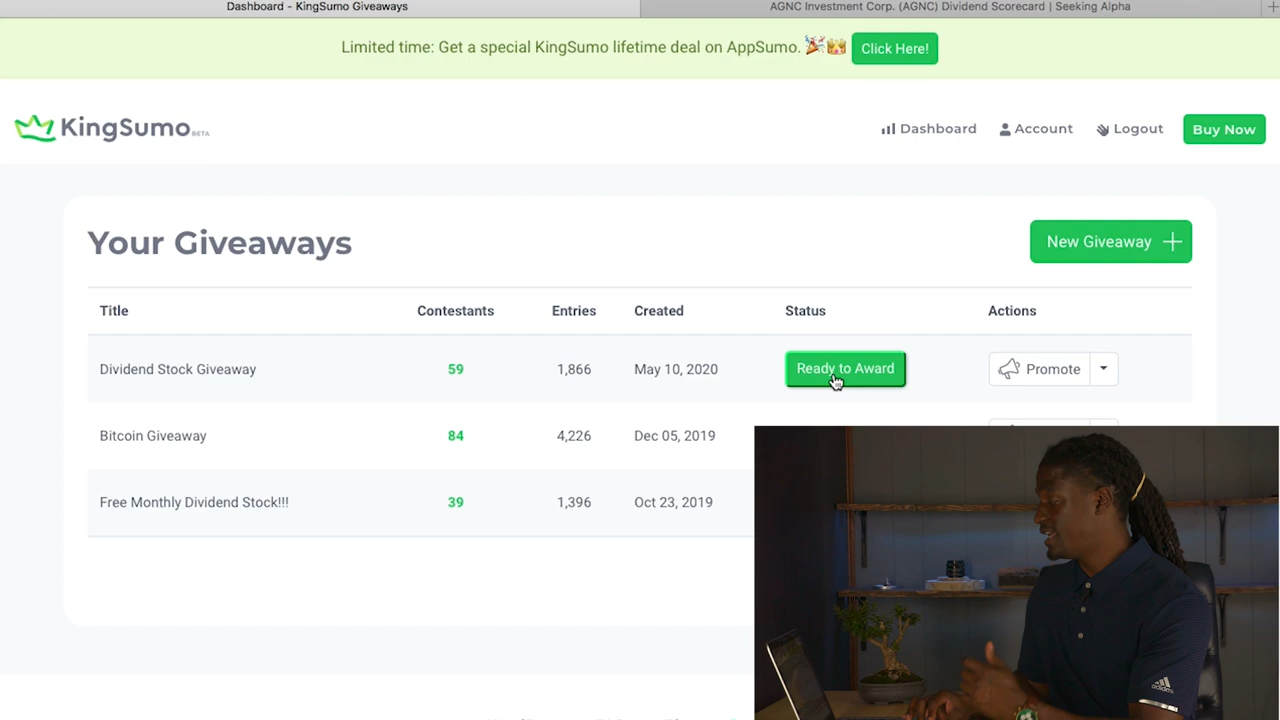 Dashboard - KingSumo Giveaways
AGNC Investment Corp. (AGNC) Dividend Scorecard | Seeking Alpha
Limited time: Get a special KingSumo lifetime deal on AppSumo. 🎉👑 Click Here!
KingSumo BETA
Dashboard
Account
Logout
Buy Now
Your Giveaways
New Giveaway
Title Contestants Entries Created Status Actions
Dividend Stock Giveaway 59 1,866 May 10, 2020 Ready to Award Promote
Bitcoin Giveaway 84 4,226 Dec 05, 2019
Free Monthly Dividend Stock!!! 39 1,396 Oct 23, 2019
adidas